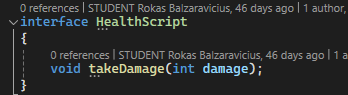 0 references | STUDENT Rokas Balzaravicius, 46 days ago | 1 author,
interface HealthScript
{
0 references | STUDENT Rokas Balzaravicius, 46 days ago | 1 a
void takeDamage(int damage);
}